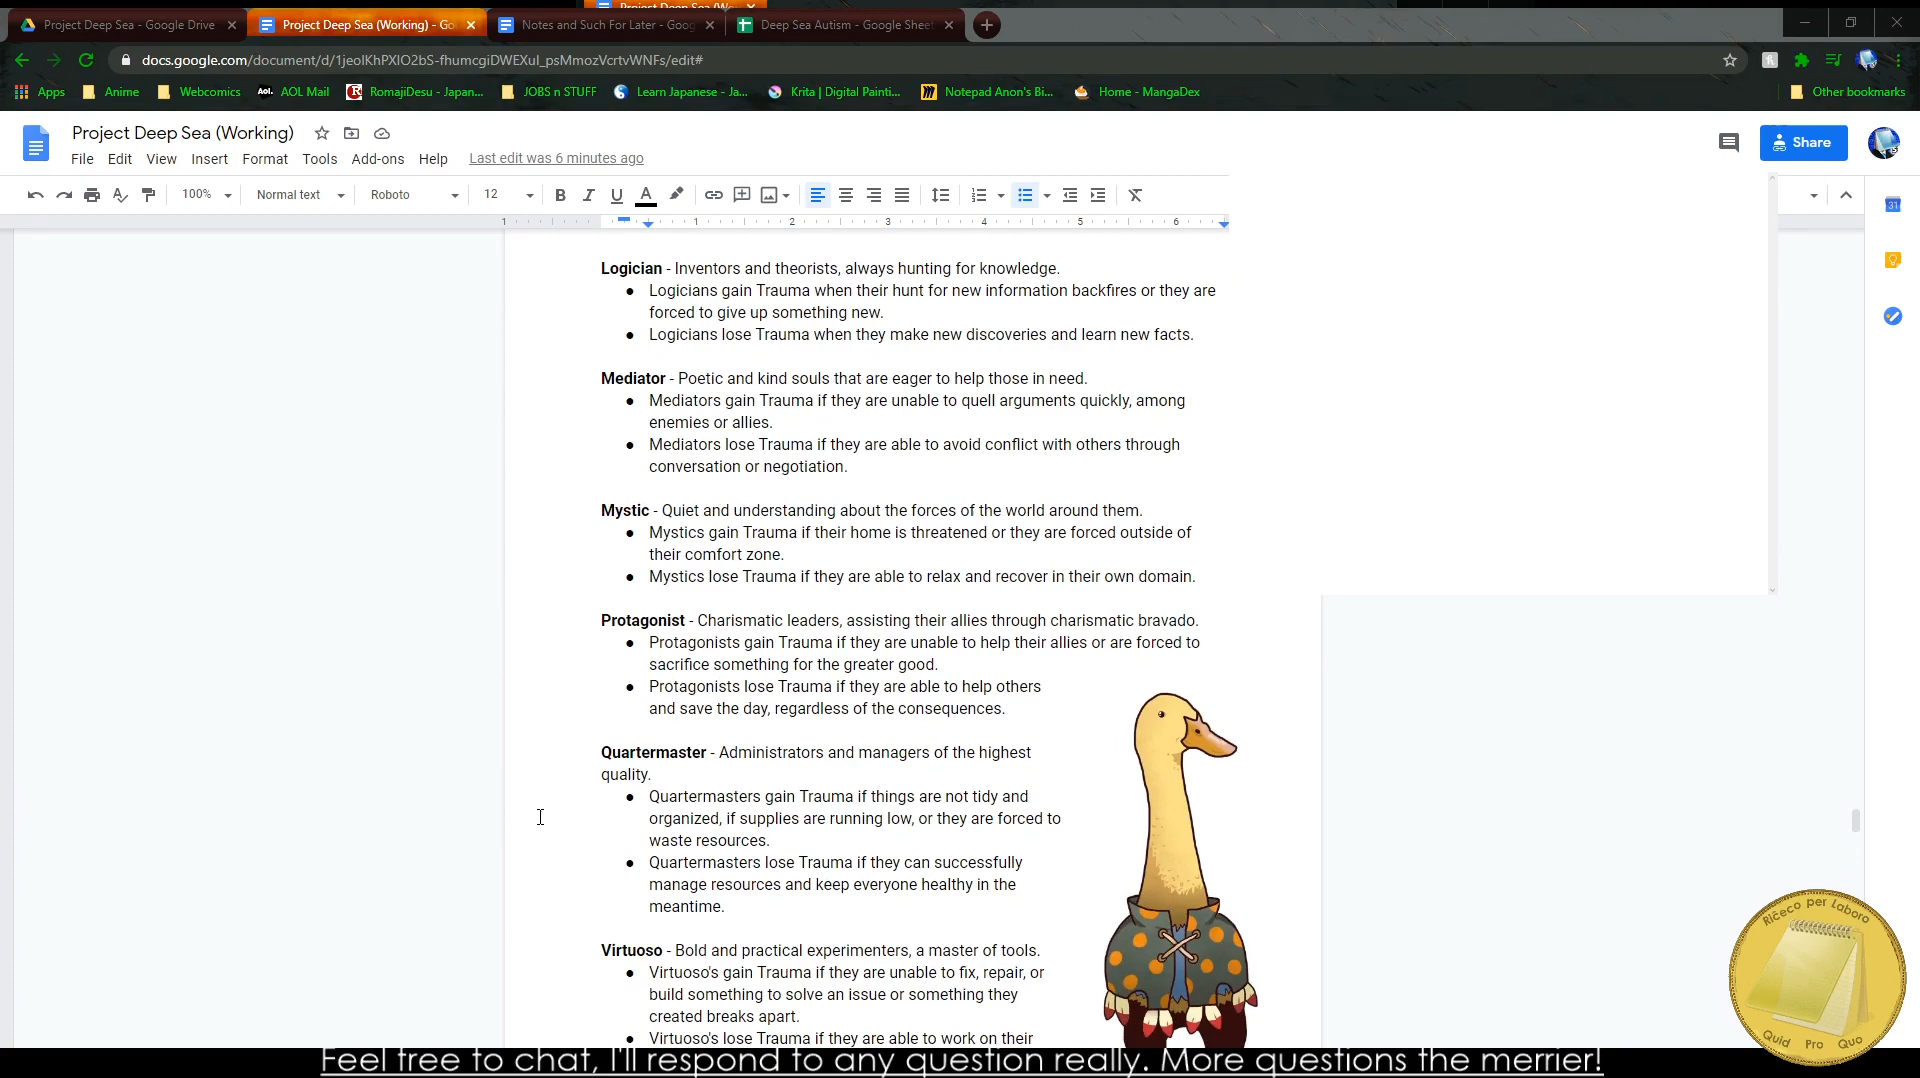 Project Deep Sea (Wo
Project Deep Sea - Google Drive
Project Deep Sea (Working) - Go
Notes and Such For Later - Goog
Deep Sea Autism - Google Sheet
docs.google.com/document/d/1jeolKhPXlO2bS-fhumcgiDWEXul_psMmozVcrtvWNFs/edit#
Apps
Anime
Webcomics
Aol. AOL Mail
RomajiDesu - Japan...
JOBS n STUFF
Learn Japanese - Ja...
Krita | Digital Painti...
Notepad Anon's Bi...
Home - MangaDex
Other bookmarks
Project Deep Sea (Working)
File Edit View Insert Format Tools Add-ons Help Last edit was 6 minutes ago
Share
100% Normal text Roboto 12 B I U A
31
1 1 2 3 4 5 6
Logician - Inventors and theorists, always hunting for knowledge.
● Logicians gain Trauma when their hunt for new information backfires or they are
forced to give up something new.
● Logicians lose Trauma when they make new discoveries and learn new facts.
Mediator - Poetic and kind souls that are eager to help those in need.
● Mediators gain Trauma if they are unable to quell arguments quickly, among
enemies or allies.
● Mediators lose Trauma if they are able to avoid conflict with others through
conversation or negotiation.
Mystic - Quiet and understanding about the forces of the world around them.
● Mystics gain Trauma if their home is threatened or they are forced outside of
their comfort zone.
● Mystics lose Trauma if they are able to relax and recover in their own domain.
Protagonist - Charismatic leaders, assisting their allies through charismatic bravado.
● Protagonists gain Trauma if they are unable to help their allies or are forced to
sacrifice something for the greater good.
● Protagonists lose Trauma if they are able to help others
and save the day, regardless of the consequences.
Quartermaster - Administrators and managers of the highest
quality.
● Quartermasters gain Trauma if things are not tidy and
organized, if supplies are running low, or they are forced to
waste resources.
● Quartermasters lose Trauma if they can successfully
manage resources and keep everyone healthy in the
meantime.
Virtuoso - Bold and practical experimenters, a master of tools.
● Virtuoso's gain Trauma if they are unable to fix, repair, or
build something to solve an issue or something they
created breaks apart.
● Virtuoso's lose Trauma if they are able to work on their
Riĉeco per Laboro
Quid Pro Quo
Feel free to chat, I'll respond to any question really. More questions the merrier!